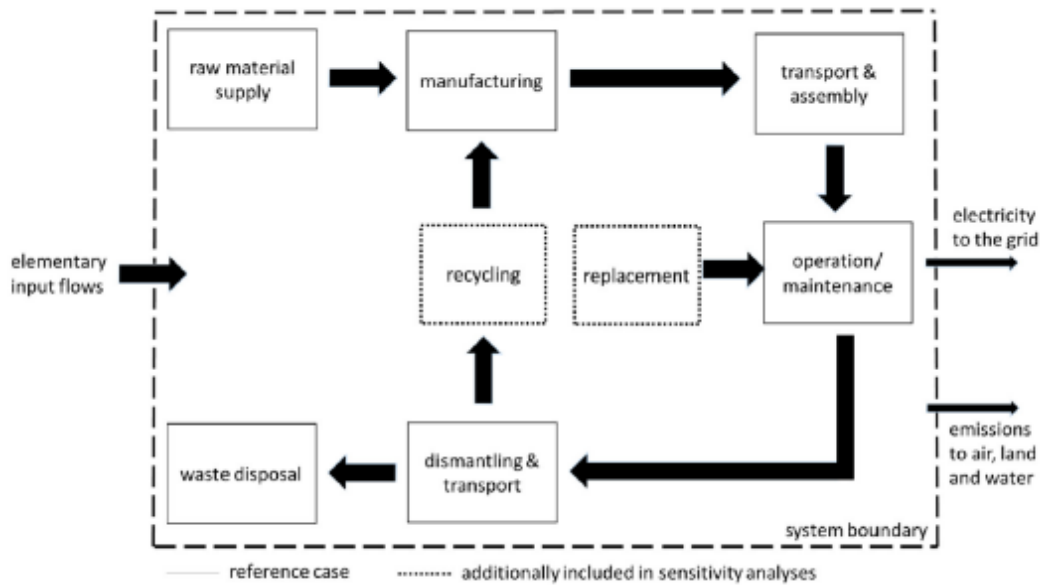 raw material
supply
manufacturing
transport &
assembly
elementary
input flows
recycling
replacement
operation/
maintenance
electricity
to the grid
waste disposal
dismantling &
transport
emissions
to air, land
and water
system boundary
reference case
additionally included in sensitivity analyses